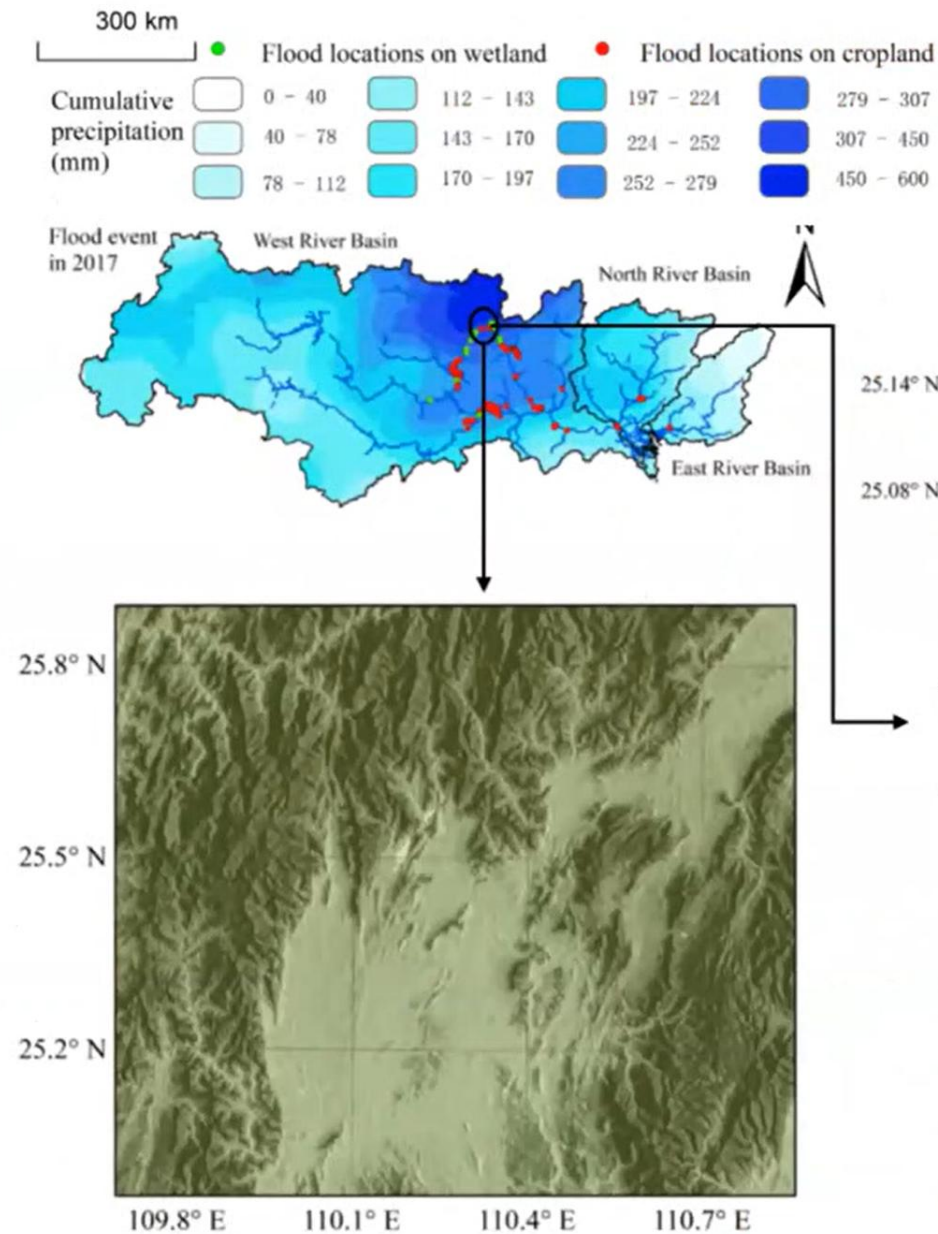 300 km
Flood locations on wetland
Flood locations on cropland
Cumulative
precipitation
(mm)
0 - 40
112 - 143
197 - 224
279 - 307
40 - 78
143 - 170
224 - 252
307 - 450
78 - 112
170 - 197
252 - 279
450 - 600
Flood event
in 2017
West River Basin
North River Basin
N
25.14° N
East River Basin
25.08° N
25.8° N
25.5° N
25.2° N
109.8° E
110.1° E
110.4° E
110.7° E